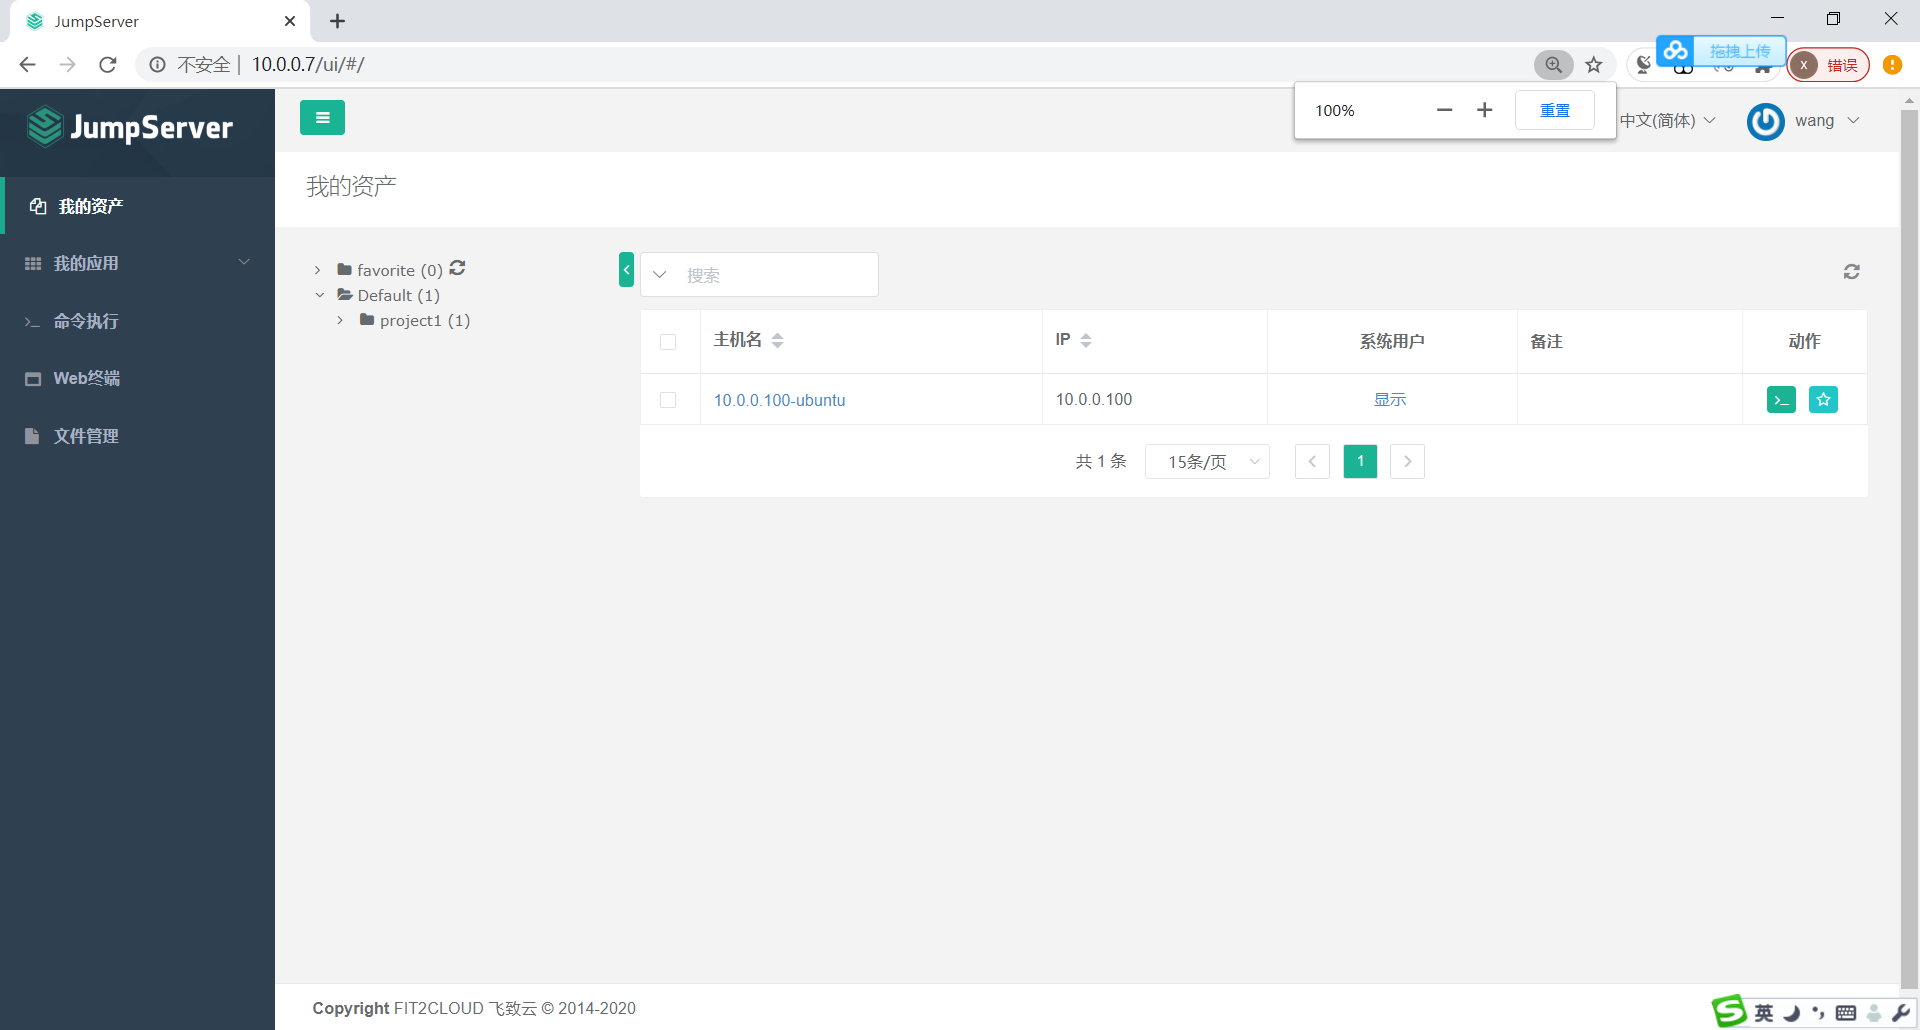 JumpServer
不安全 | 10.0.0.7/ui/#/
拖拽上传
x 错误
100%
重置
JumpServer
中文(简体)
wang
我的资产
我的应用
命令执行
Web终端
文件管理
我的资产
favorite (0)
Default (1)
project1 (1)
搜索
主机名 IP 系统用户 备注 动作
10.0.0.100-ubuntu 10.0.0.100 显示
共 1 条 15条/页 1
Copyright FIT2CLOUD 飞致云 © 2014-2020
英